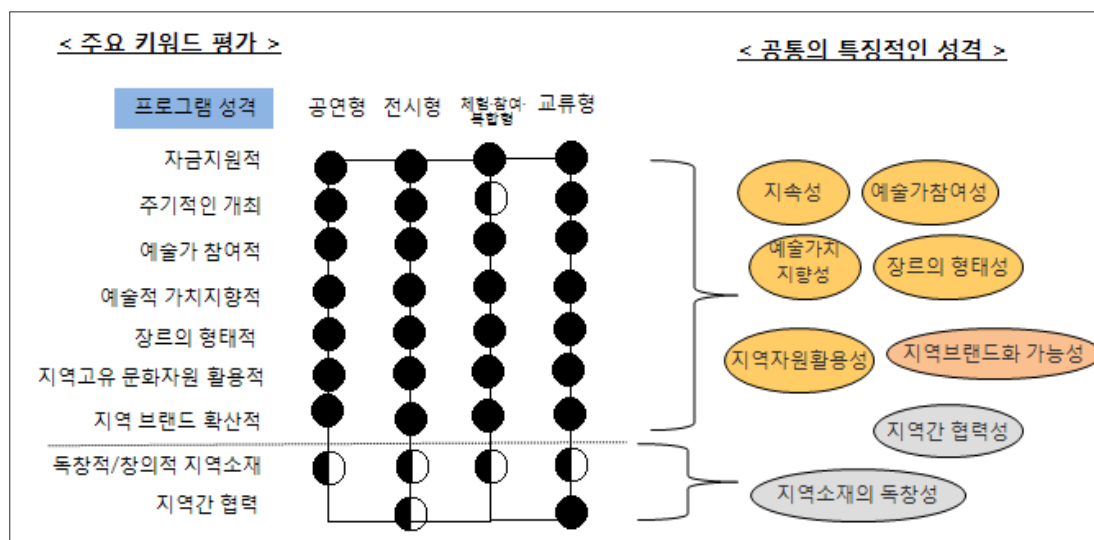 < 주요 키워드 평가 >
< 공통의 특징적인 성격 >
프로그램 성격
공연형
전시형
체험·참여·
복합형
교류형
자금지원적
주기적인 개최
예술가 참여적
예술적 가치지향적
장르의 형태적
지역고유 문화자원 활용적
지역 브랜드 확산적
독창적/창의적 지역소재
지역간 협력
지속성
예술가참여성
예술가치
지향성
장르의 형태성
지역자원활용성
지역브랜드화 가능성
지역간 협력성
지역소재의 독창성